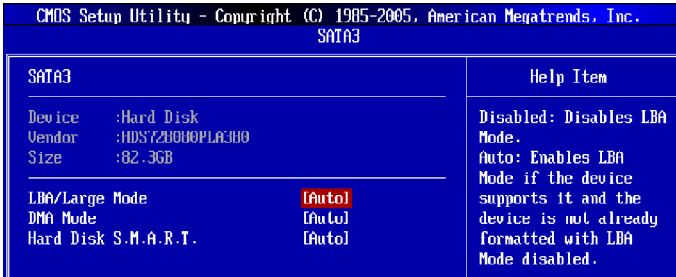 CMOS Setup Utility - Copyright (C) 1985-2005, American Megatrends, Inc.
SATA3
SATA3
Device :Hard Disk
Vendor :HDS728080PLA380
Size :82.3GB
LBA/Large Mode [Auto]
DMA Mode [Auto]
Hard Disk S.M.A.R.T. [Auto]
Help Item
Disabled: Disables LBA
Mode.
Auto: Enables LBA
Mode if the device
supports it and the
device is not already
formatted with LBA
Mode disabled.